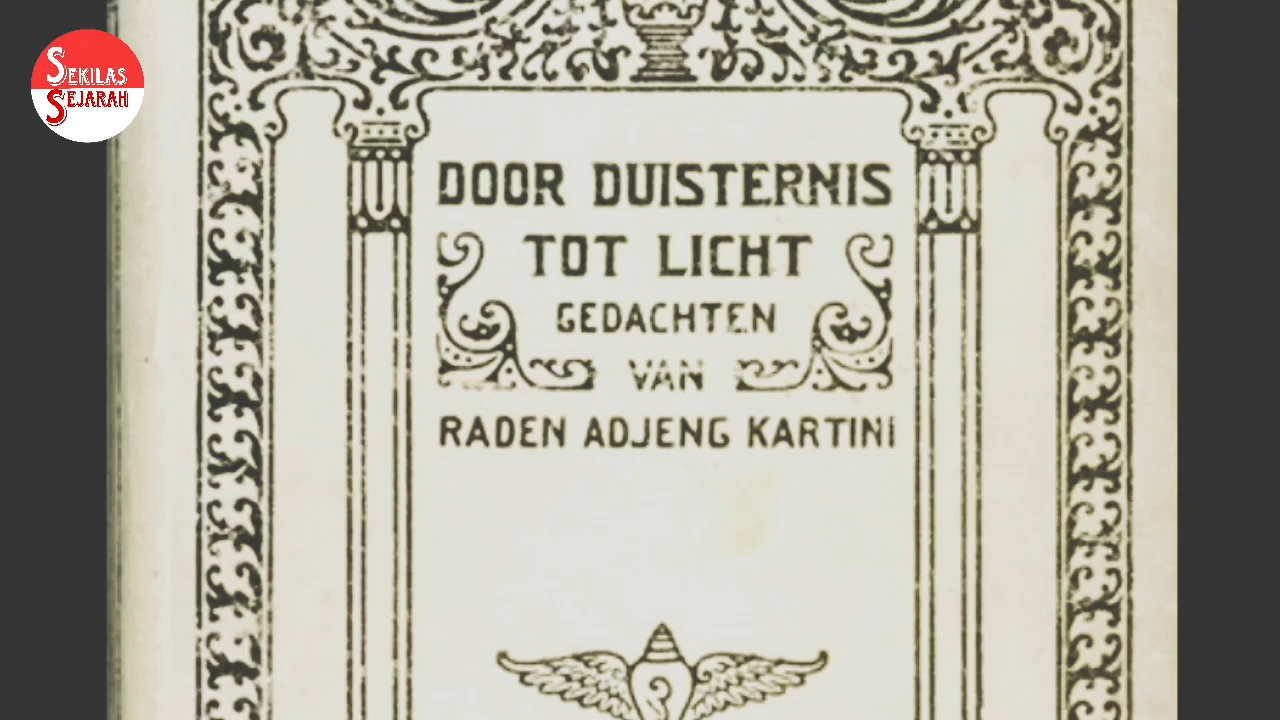 SEKILAS
SEJARAH
DOOR DUISTERNIS
TOT LICHT
GEDACHTEN
VAN
RADEN ADJENG KARTINI